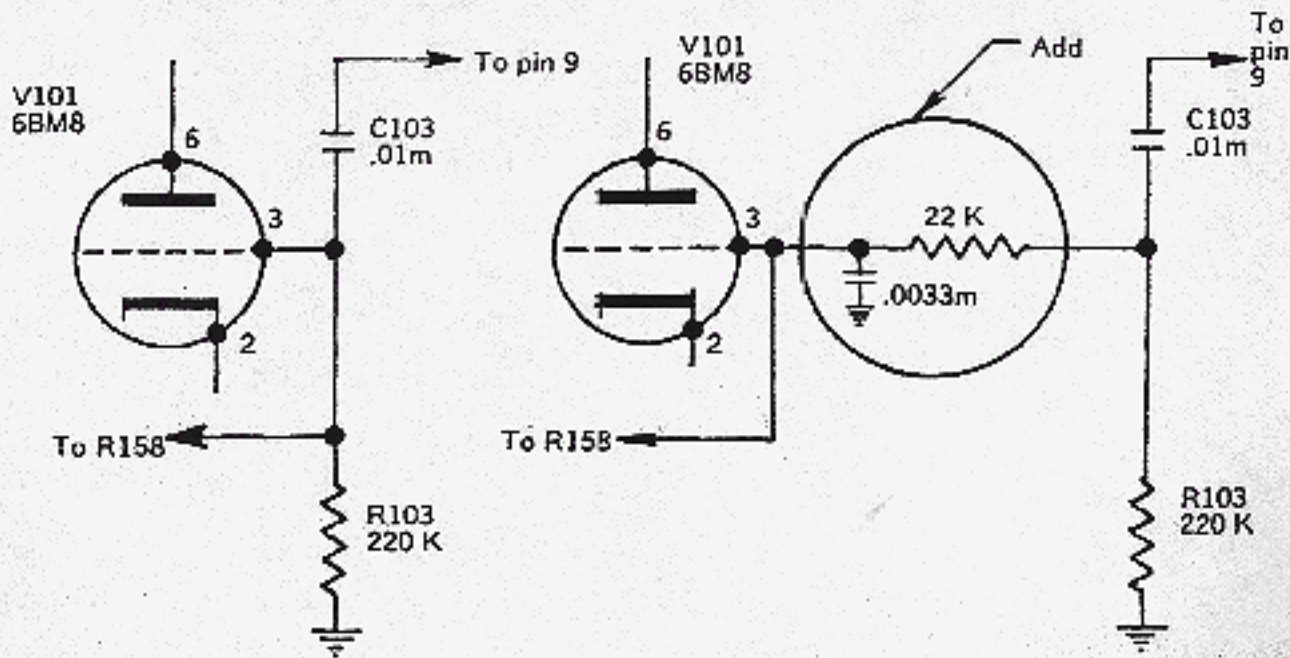 V101
6BM8
6
3
2
To pin 9
C103
.01m
To R158
R103
220 K
V101
6BM8
6
3
2
To R158
Add
22 K
.0033m
To
pin
9
C103
.01m
R103
220 K